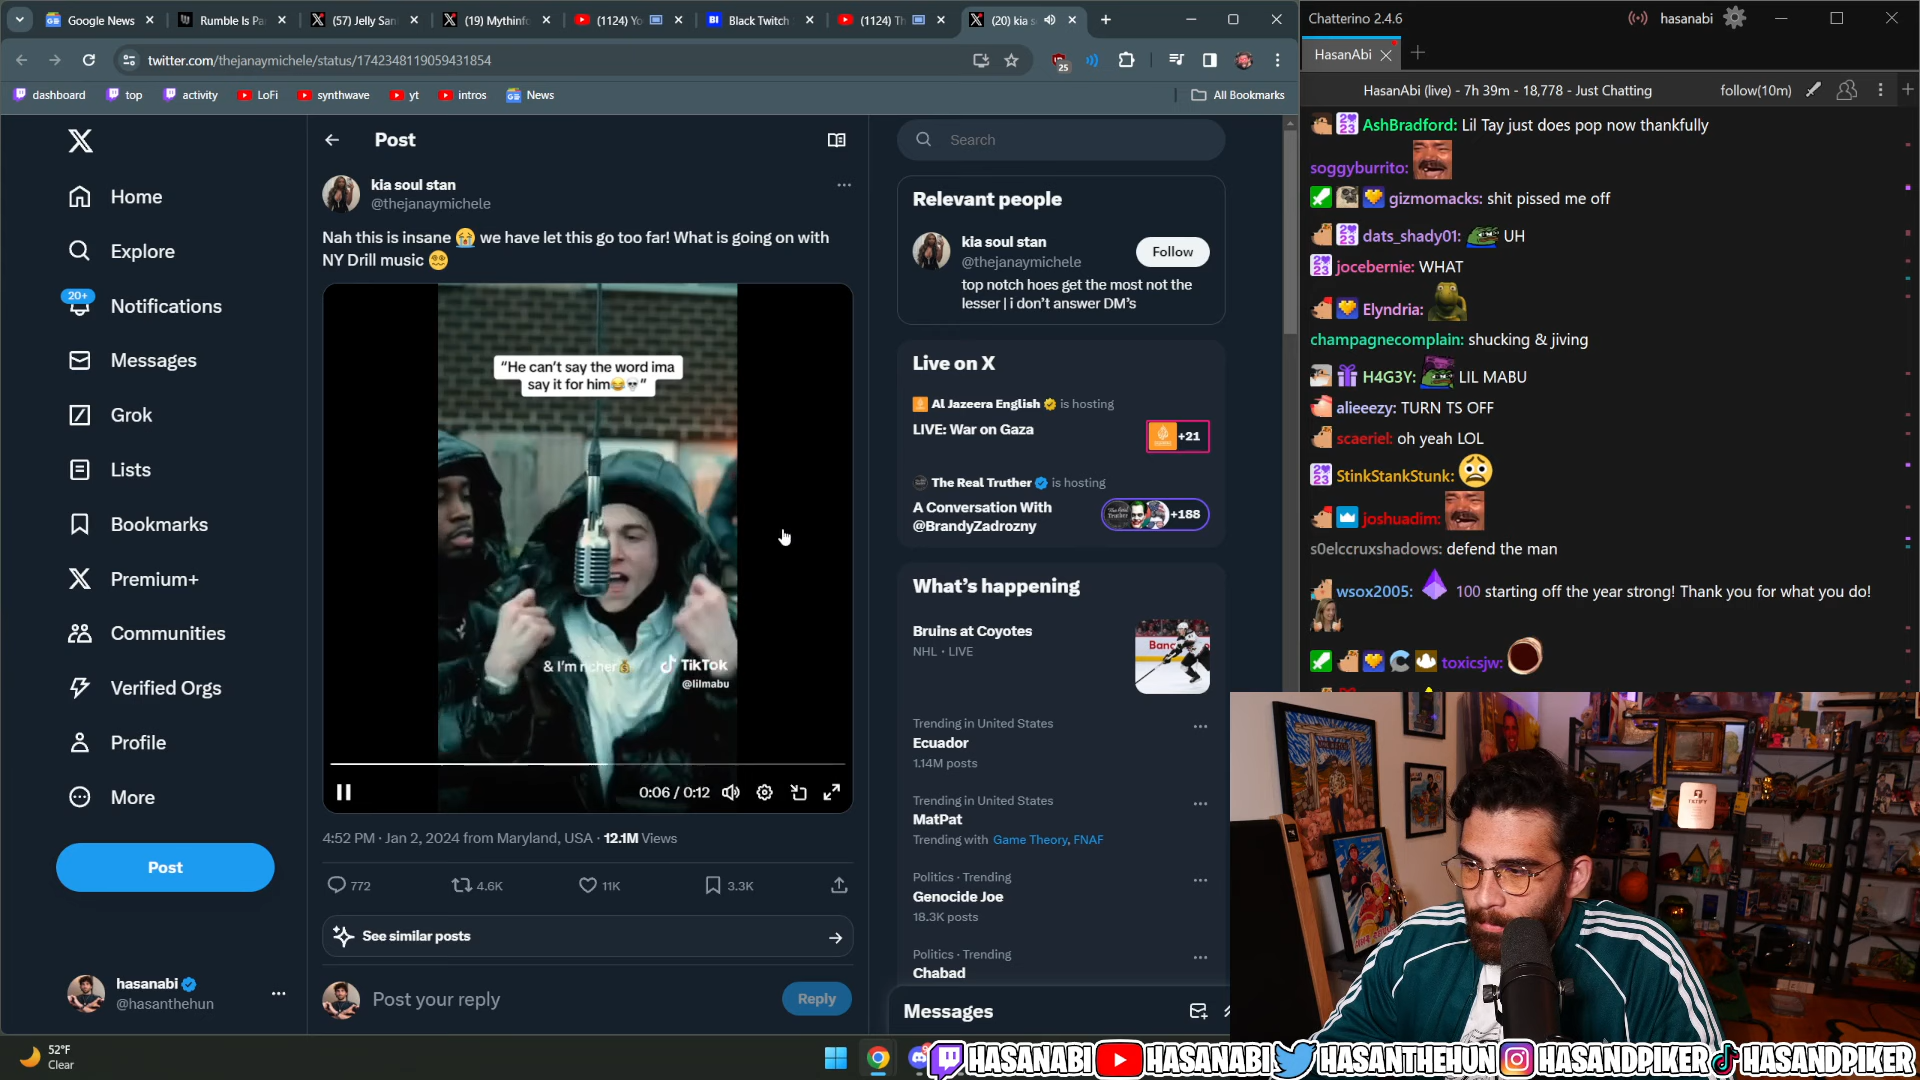 Google News
Rumble Is Pa
(57) Jelly San
(19) Mythinfo
(1124) Yo
Black Twitch
(1124) Th
(20) kia s
twitter.com/thejanaymichele/status/1742348119059431854
25
dashboard
top
activity
LoFi
synthwave
yt
intros
News
All Bookmarks
Home
Explore
20+
Notifications
Messages
Grok
Lists
Bookmarks
Premium+
Communities
Verified Orgs
Profile
More
Post
hasanabi
@hasanthehun
Post
kia soul stan
@thejanaymichele
Nah this is insane 😭 we have let this go too far! What is going on with
NY Drill music 😵‍💫
“He can’t say the word ima
say it for him😂💀”
& I’m richer💰
TikTok
@lilmabu
0:06 / 0:12
4:52 PM · Jan 2, 2024 from Maryland, USA · 12.1M Views
772
4.6K
11K
3.3K
See similar posts
Post your reply
Reply
Search
Relevant people
kia soul stan
@thejanaymichele
Follow
top notch hoes get the most not the
lesser | i don’t answer DM’s
Live on X
Al Jazeera English is hosting
LIVE: War on Gaza
+21
The Real Truther is hosting
A Conversation With
@BrandyZadrozny
+188
What’s happening
Bruins at Coyotes
NHL · LIVE
Trending in United States
Ecuador
1.14M posts
Trending in United States
MatPat
Trending with Game Theory, FNAF
Politics · Trending
Genocide Joe
18.3K posts
Politics · Trending
Chabad
Messages
Chatterino 2.4.6
hasanabi
HasanAbi
HasanAbi (live) - 7h 39m - 18,778 - Just Chatting
follow(10m)
AshBradford: Lil Tay just does pop now thankfully
soggyburrito:
gizmomacks: shit pissed me off
dats_shady01: UH
jocebernie: WHAT
Elyndria:
champagnecomplain: shucking & jiving
H4G3Y: LIL MABU
alieeezy: TURN TS OFF
scaeriel: oh yeah LOL
StinkStankStunk:
joshuadim:
s0elccruxshadows: defend the man
wsox2005: 100 starting off the year strong! Thank you for what you do!
toxicsjw:
52°F
Clear
HASANABI
HASANABI
HASANTHEHUN
HASANDPIKER
HASANDPIKER